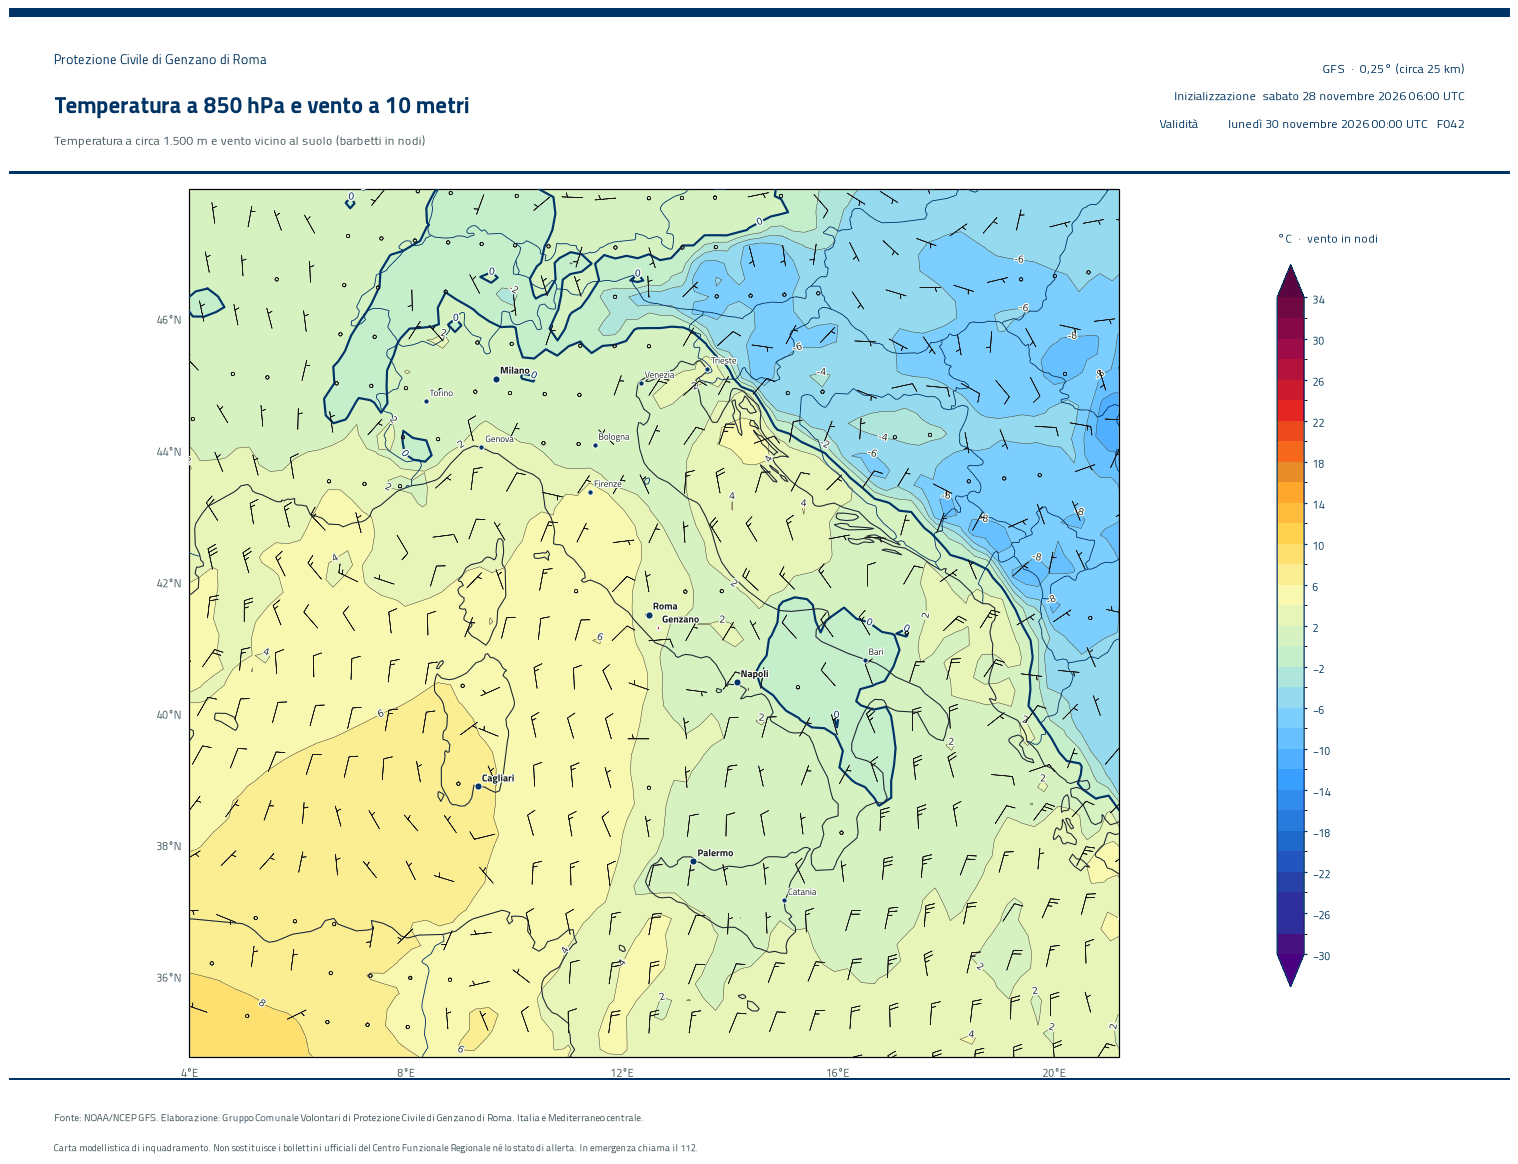 Protezione Civile di Genzano di Roma
Temperatura a 850 hPa e vento a 10 metri
Temperatura a circa 1.500 m e vento vicino al suolo (barbetti in nodi)
GFS · 0,25° (circa 25 km)
Inizializzazione sabato 28 novembre 2026 06:00 UTC
Validità lunedì 30 novembre 2026 00:00 UTC F042
°C · vento in nodi
34
30
26
22
18
14
10
6
2
−2
−6
−10
−14
−18
−22
−26
−30
46°N
44°N
42°N
40°N
38°N
36°N
4°E
8°E
12°E
16°E
20°E
Milano
Torino
Venezia
Trieste
Genova
Bologna
Firenze
Roma
Genzano
Napoli
Bari
Cagliari
Palermo
Catania
Fonte: NOAA/NCEP GFS. Elaborazione: Gruppo Comunale Volontari di Protezione Civile di Genzano di Roma. Italia e Mediterraneo centrale.
Carta modellistica di inquadramento. Non sostituisce i bollettini ufficiali del Centro Funzionale Regionale né lo stato di allerta. In emergenza chiama il 112.